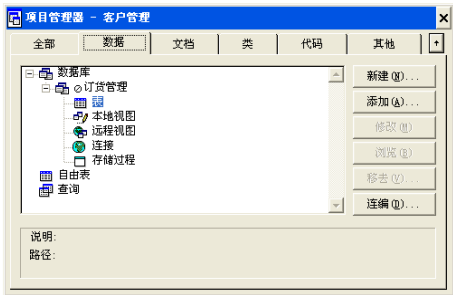 项目管理器 - 客户管理
全部 数据 文档 类 代码 其他
数据库
订货管理
表
本地视图
远程视图
连接
存储过程
自由表
查询
新建(N)...
添加(A)...
修改(M)
浏览(B)
移去(V)...
连编(D)...
说明:
路径: